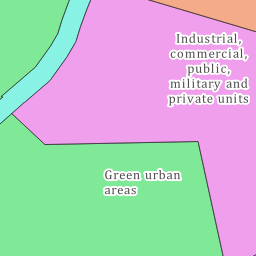 Industrial,
commercial,
public,
military and
private units
Green urban
areas